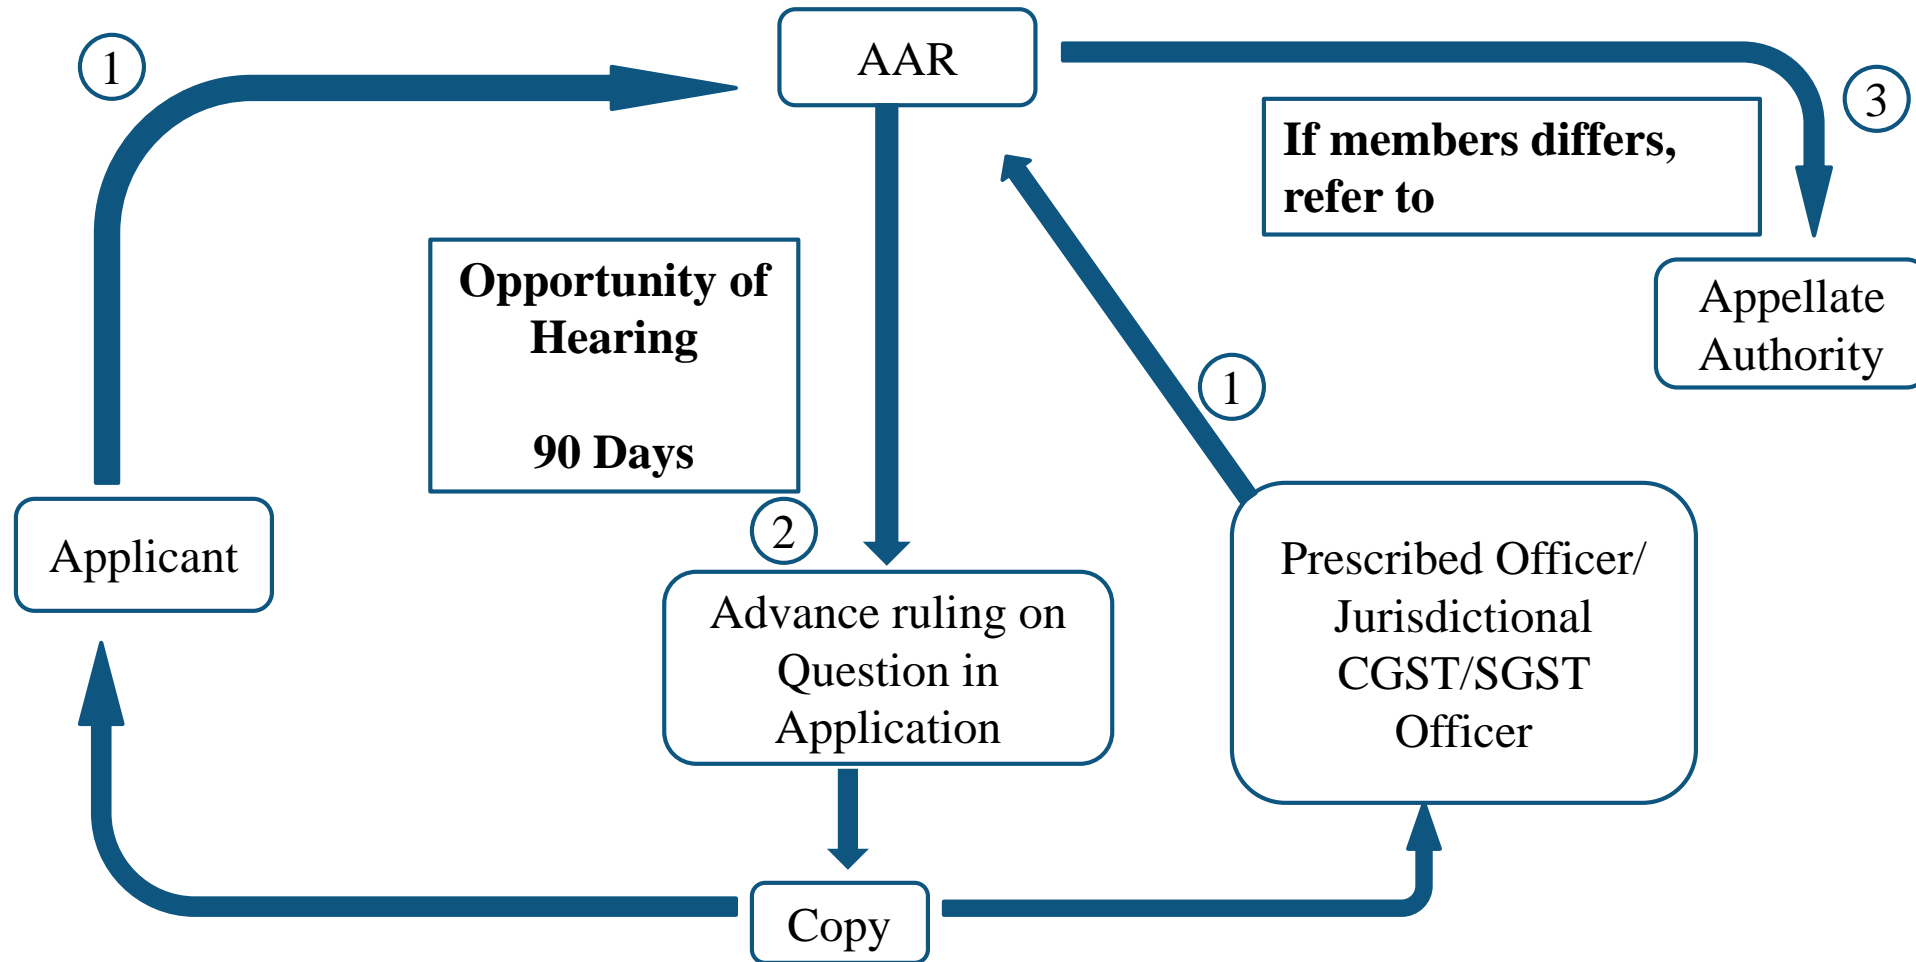 1
AAR
3
If members differs,
refer to
Opportunity of
Hearing
90 Days
Appellate
Authority
1
2
Applicant
Advance ruling on
Question in
Application
Prescribed Officer/
Jurisdictional
CGST/SGST
Officer
Copy